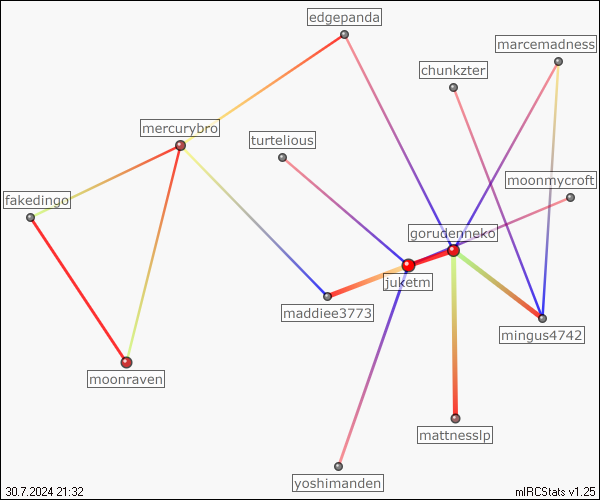 edgepanda
marcemadness
chunkzter
mercurybro
turtelious
moonmycroft
fakedingo
gorudenneko
juketm
maddiee3773
mingus4742
moonraven
mattnesslp
yoshimanden
30.7.2024 21:32
mIRCStats v1.25